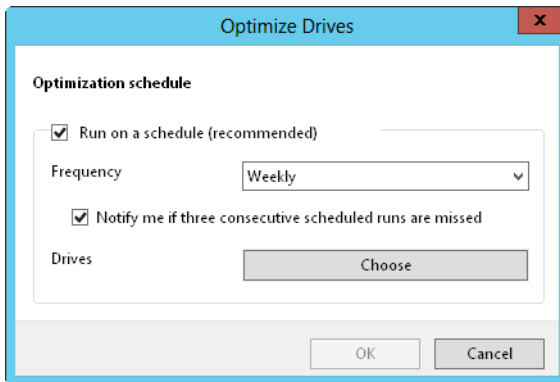 Optimize Drives
x
Optimization schedule
Run on a schedule (recommended)
Frequency Weekly
Notify me if three consecutive scheduled runs are missed
Drives Choose
OK Cancel